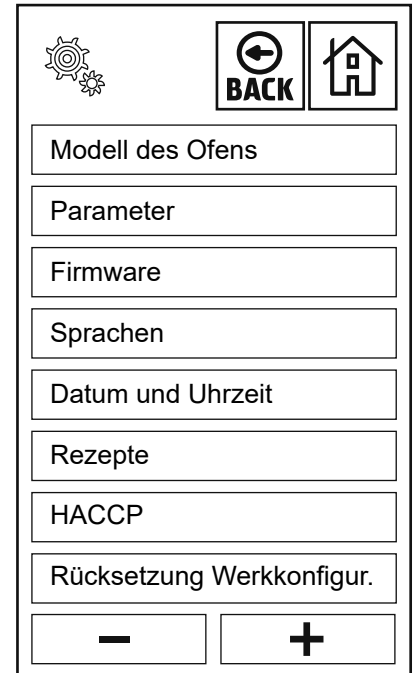 BACK
Modell des Ofens
Parameter
Firmware
Sprachen
Datum und Uhrzeit
Rezepte
HACCP
Rücksetzung Werkkonfigur.
− +